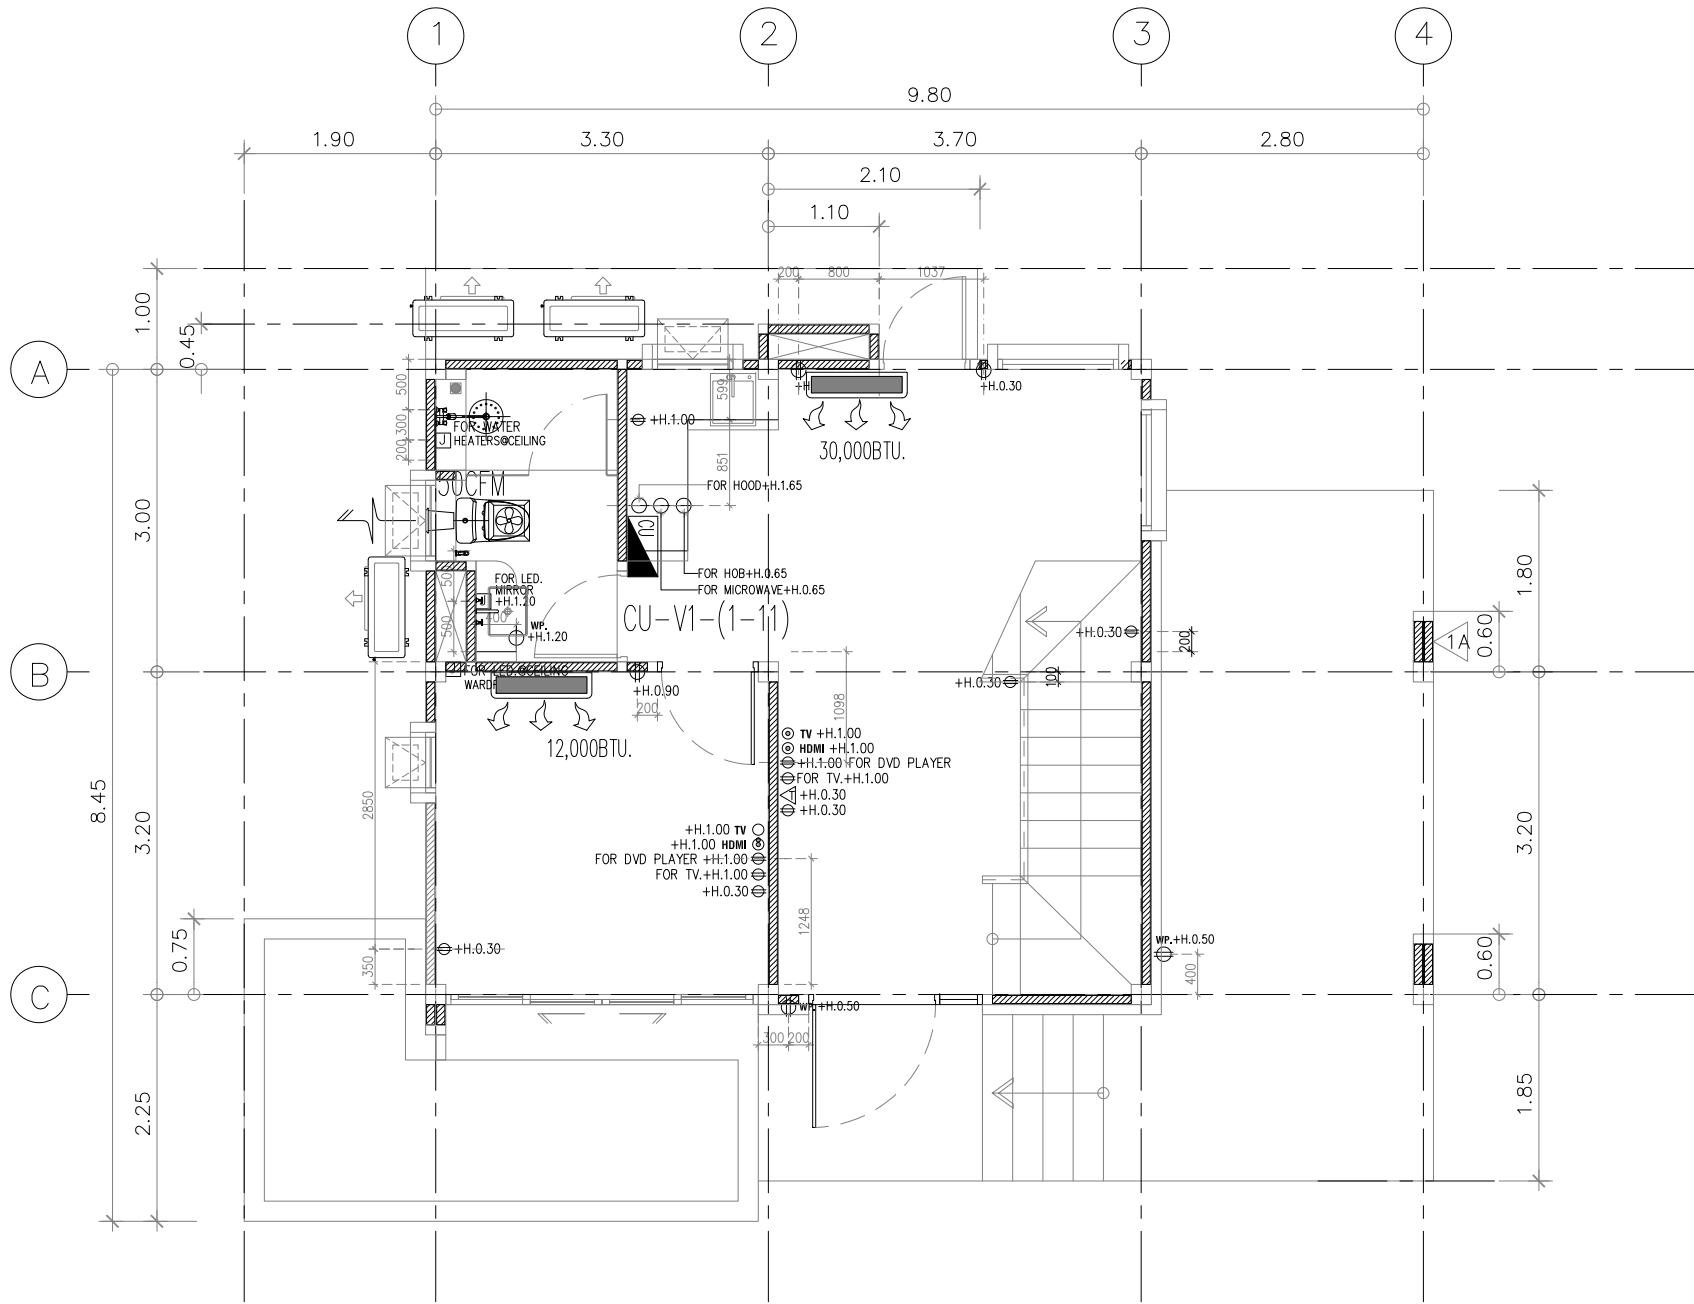 1
2
3
4
9.80
1.90
3.30
3.70
2.80
2.10
1.10
200
800
1037
1.00
0.45
A
500
599
+H.0.30
300
FOR WATER
+H.1.00
200
J
HEATERS@CEILING
30,000BTU.
851
50CFM
FOR HOOD+H.1.65
3.00
CU
1.80
FOR HOB+H.0.65
FOR LED.
MIRROR
FOR MICROWAVE+H.0.65
+H.1.20
400
500
WP.
+H.1.20
CU-V1-(1-11)
+H.0.30
200
0.60
1A
B
FOR LED.@CEILING
+H.0.30
100
+H.0.90
200
1098
12,000BTU.
TV +H.1.00
HDMI +H.1.00
+H.1.00 FOR DVD PLAYER
FOR TV.+H.1.00
+H.0.30
+H.0.30
2850
8.45
3.20
3.20
+H.1.00 TV
+H.1.00 HDMI
FOR DVD PLAYER +H.1.00
FOR TV.+H.1.00
+H.0.30
1248
0.75
+H.0.30
350
WP.+H.0.50
400
0.60
C
WP.+H.0.50
300
200
2.25
1.85